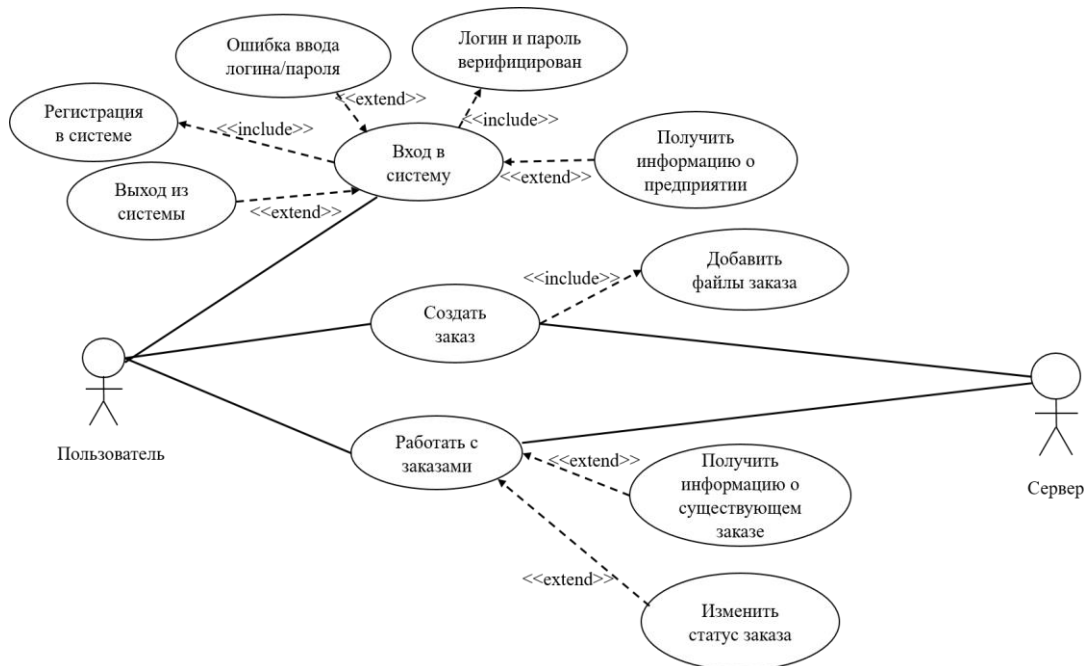 Ошибка ввода
логина/пароля
Логин и пароль
верифицирован
<<extend>>
Регистрация
в системе
<<include>>
<<include>>
Вход в
систему
Получить
информацию о
предприятии
<<extend>>
Выход из
системы
<<extend>>
Добавить
файлы заказа
<<include>>
Создать
заказ
Пользователь
Работать с
заказами
<<extend>>
Получить
информацию о
существующем
заказе
Сервер
<<extend>>
Изменить
статус заказа